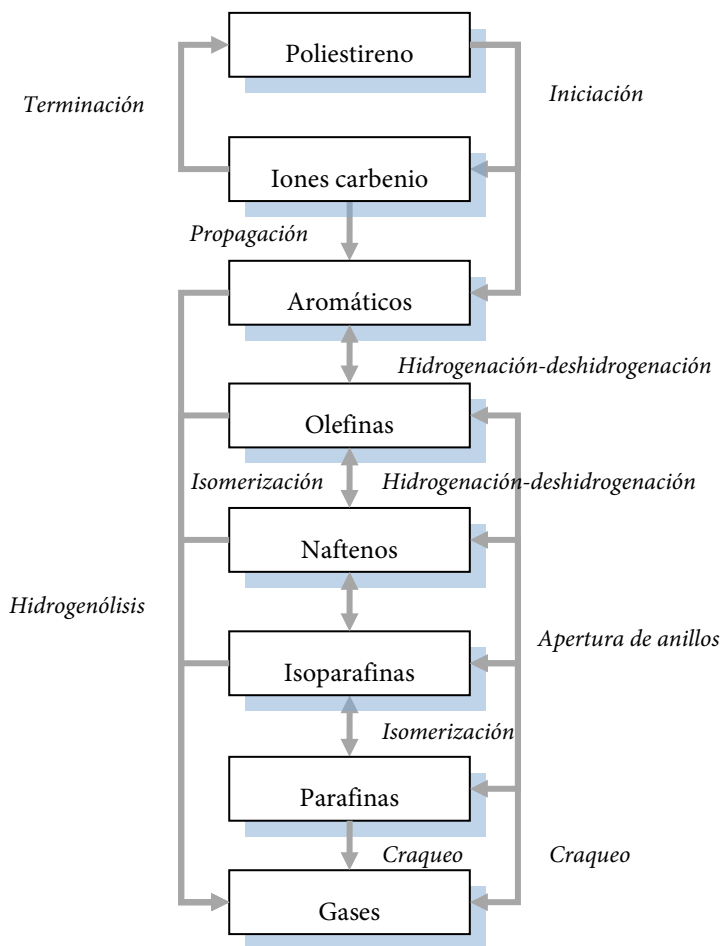 Poliestireno
Terminación
Iniciación
Iones carbenio
Propagación
Aromáticos
Hidrogenación-deshidrogenación
Olefinas
Isomerización
Hidrogenación-deshidrogenación
Naftenos
Hidrogenólisis
Apertura de anillos
Isoparafinas
Isomerización
Parafinas
Craqueo
Craqueo
Gases